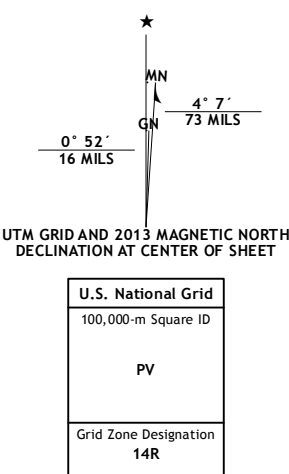 ★
MN
4° 7´
73 MILS
GN
0° 52´
16 MILS
UTM GRID AND 2013 MAGNETIC NORTH
DECLINATION AT CENTER OF SHEET
U.S. National Grid
100,000-m Square ID
PV
Grid Zone Designation
14R